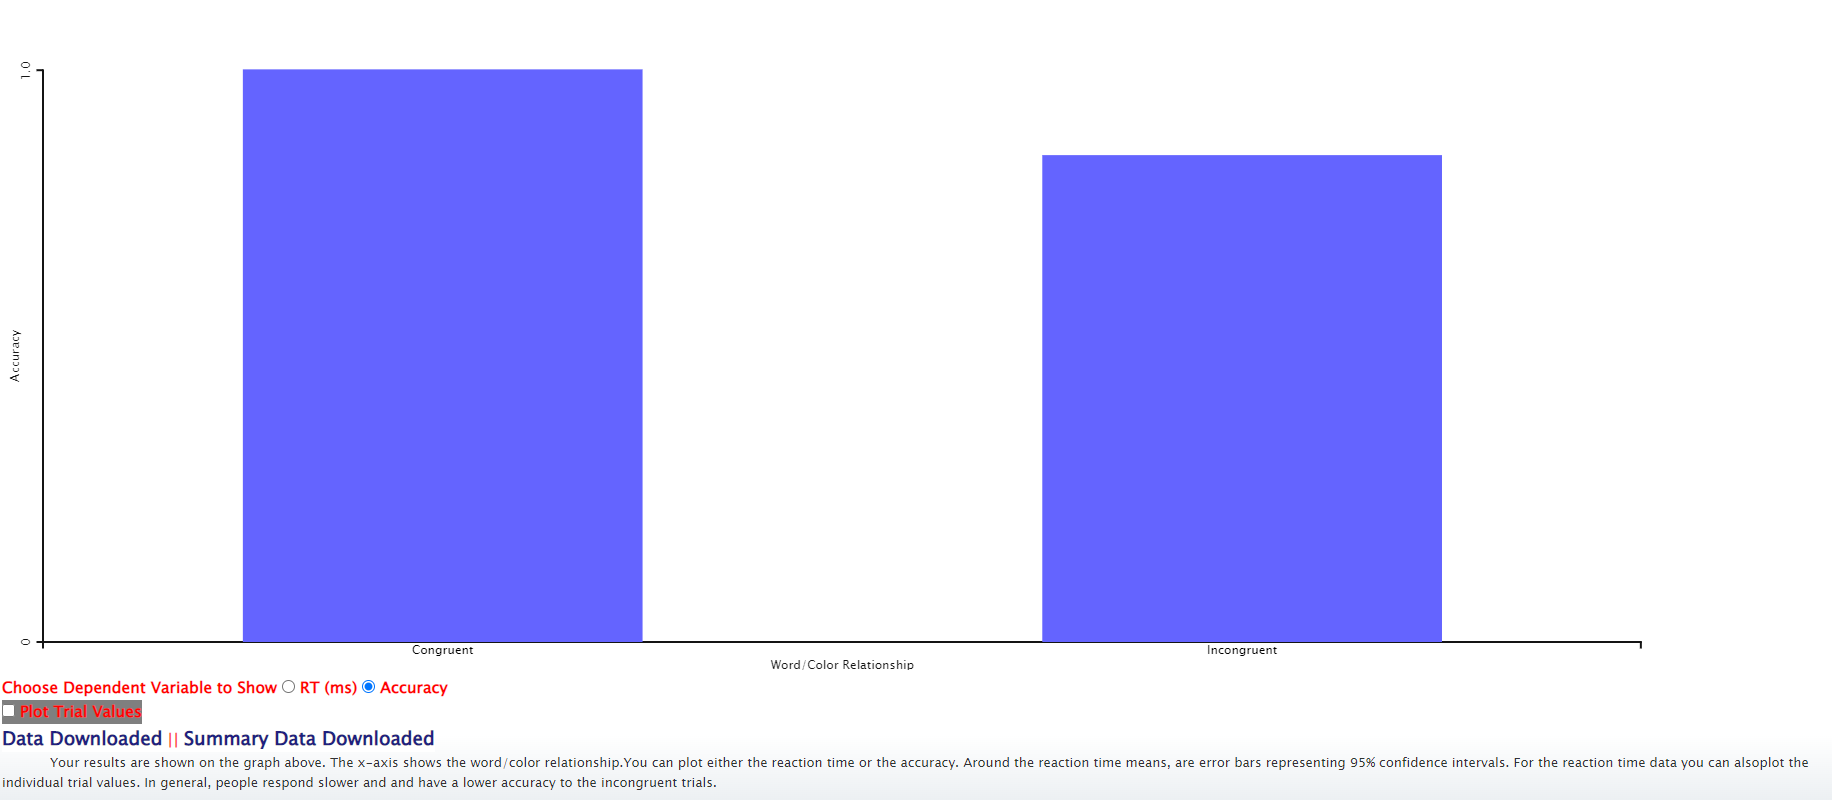 1.0
Accuracy
0
Congruent
Incongruent
Word/Color Relationship
Choose Dependent Variable to Show RT (ms) Accuracy
Plot Trial Values
Data Downloaded || Summary Data Downloaded
Your results are shown on the graph above. The x-axis shows the word/color relationship.You can plot either the reaction time or the accuracy. Around the reaction time means, are error bars representing 95% confidence intervals. For the reaction time data you can alsoplot the
individual trial values. In general, people respond slower and and have a lower accuracy to the incongruent trials.